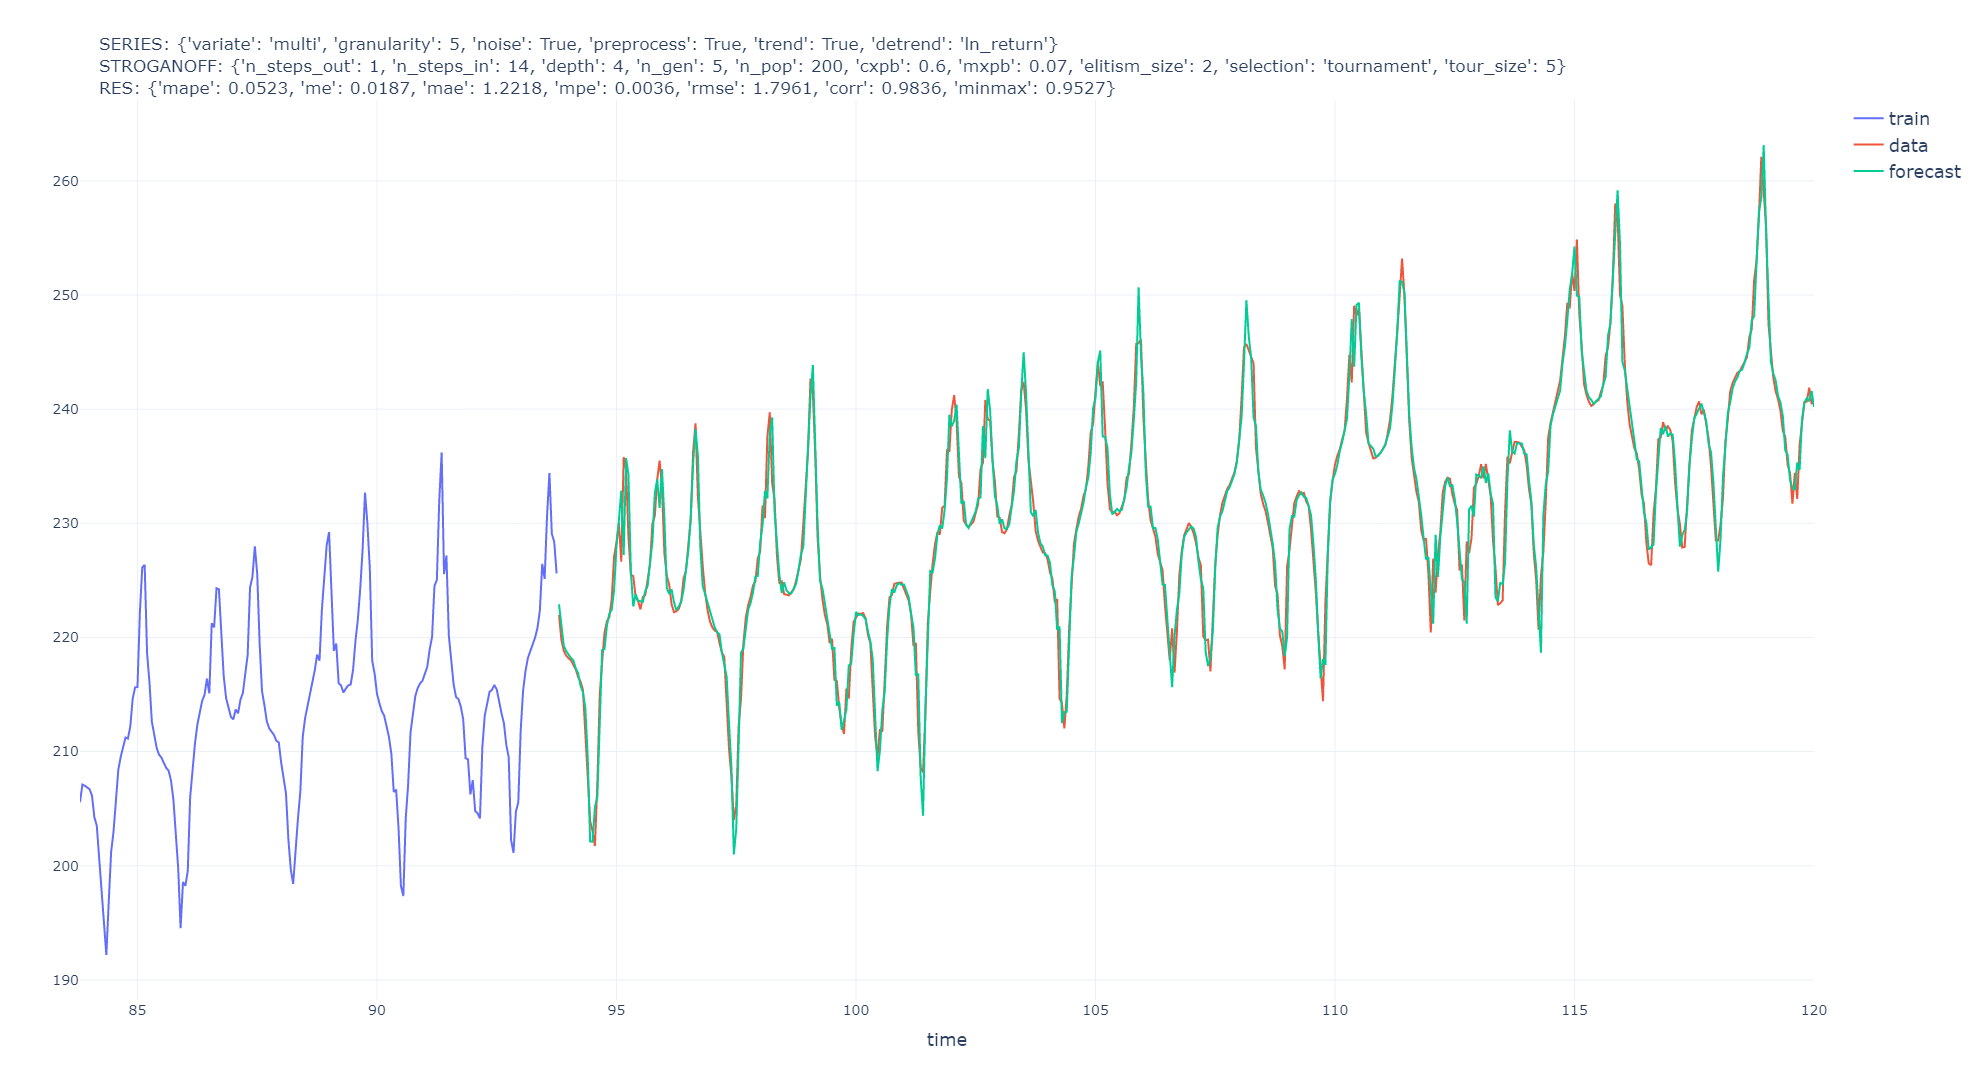 SERIES: {'variate': 'multi', 'granularity': 5, 'noise': True, 'preprocess': True, 'trend': True, 'detrend': 'ln_return'}
STROGANOFF: {'n_steps_out': 1, 'n_steps_in': 14, 'depth': 4, 'n_gen': 5, 'n_pop': 200, 'cxpb': 0.6, 'mxpb': 0.07, 'elitism_size': 2, 'selection': 'tournament', 'tour_size': 5}
RES: {'mape': 0.0523, 'me': 0.0187, 'mae': 1.2218, 'mpe': 0.0036, 'rmse': 1.7961, 'corr': 0.9836, 'minmax': 0.9527}
train
data
forecast
260
250
240
230
220
210
200
190
85 90 95 100 105 110 115 120
time